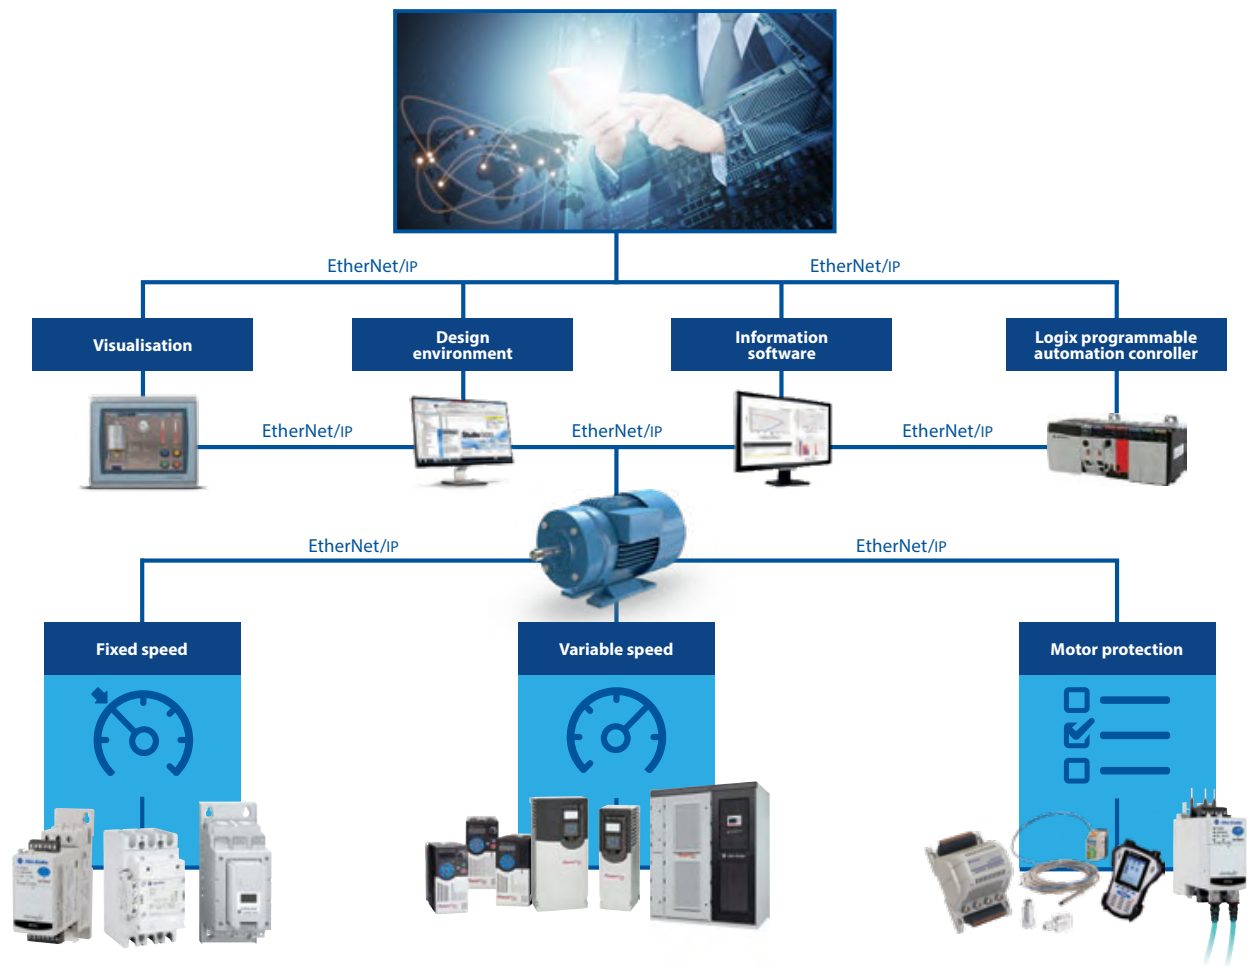 EtherNet/IP
EtherNet/IP
Visualisation
Design
environment
Information
software
Logix programmable
automation conroller
EtherNet/IP
EtherNet/IP
EtherNet/IP
EtherNet/IP
EtherNet/IP
Fixed speed
Variable speed
Motor protection